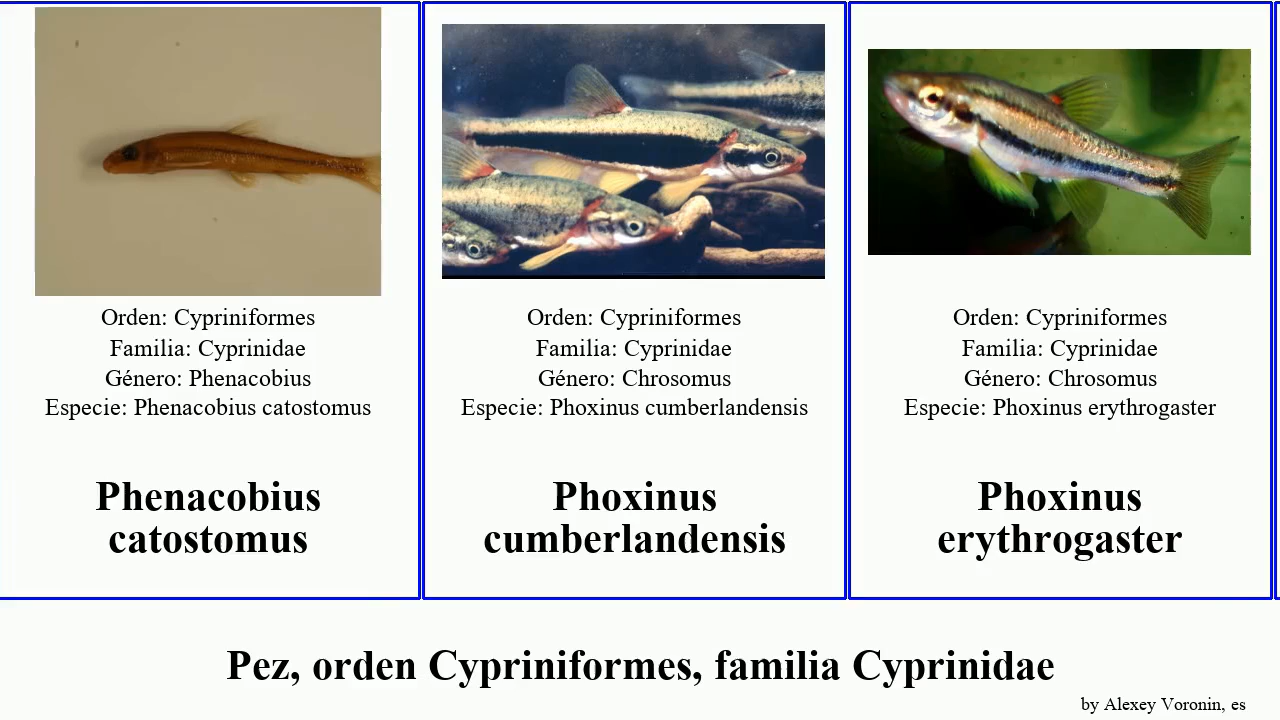 Orden: Cypriniformes
Familia: Cyprinidae
Género: Phenacobius
Especie: Phenacobius catostomus
Phenacobius
catostomus
Orden: Cypriniformes
Familia: Cyprinidae
Género: Chrosomus
Especie: Phoxinus cumberlandensis
Phoxinus
cumberlandensis
Orden: Cypriniformes
Familia: Cyprinidae
Género: Chrosomus
Especie: Phoxinus erythrogaster
Phoxinus
erythrogaster
Pez, orden Cypriniformes, familia Cyprinidae
by Alexey Voronin, es